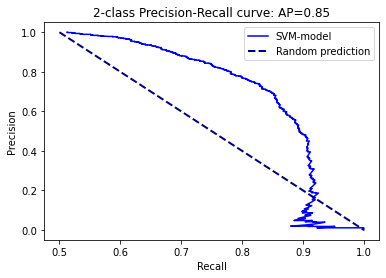 2-class Precision-Recall curve: AP=0.85
SVM-model
Random prediction
1.0
0.8
0.6
0.4
0.2
0.0
Precision
0.5
0.6
0.7
0.8
0.9
1.0
Recall